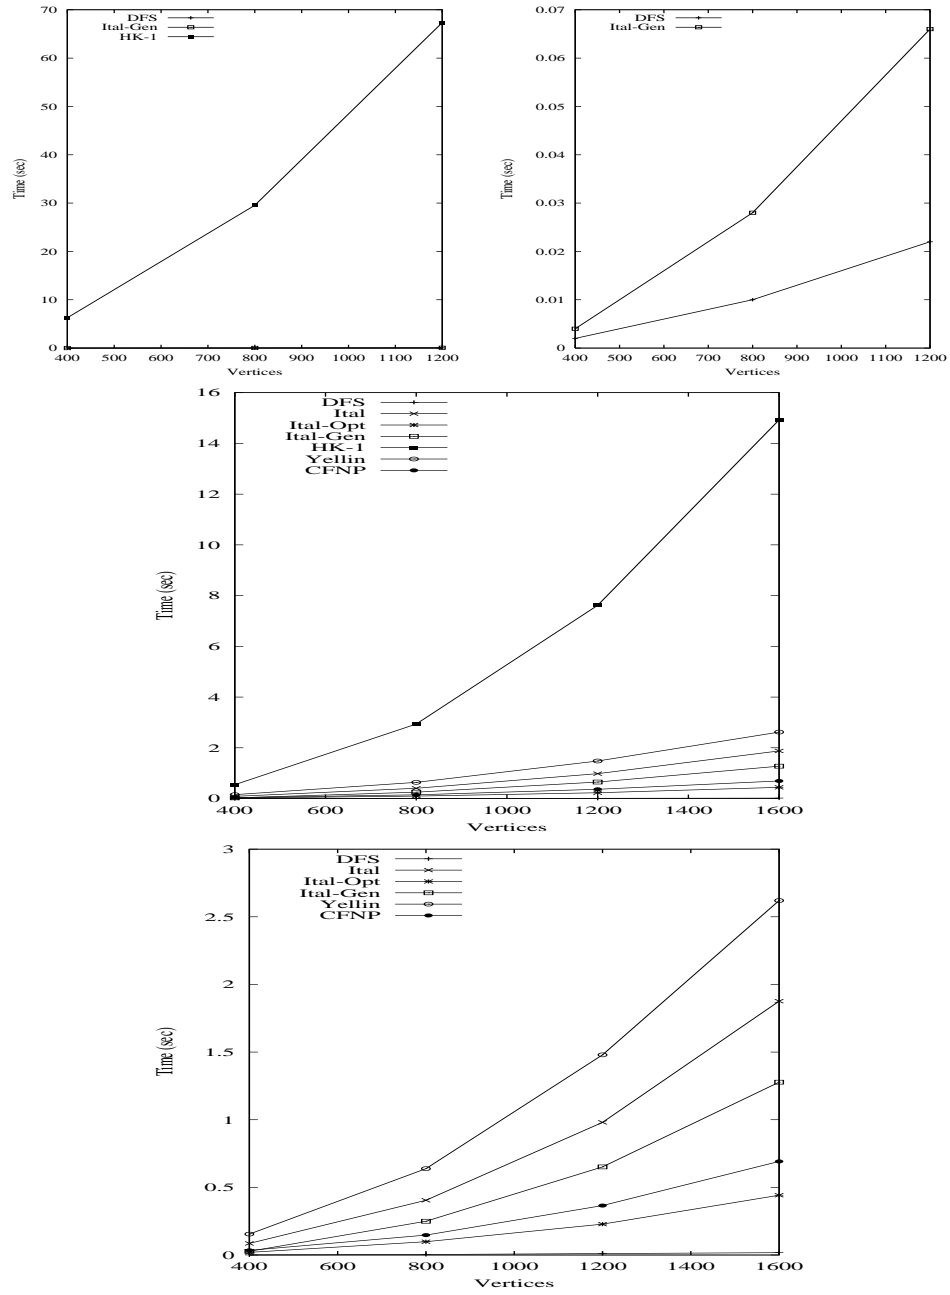 70
60
50
40
30
20
10
0
400 500 600 700 800 900 1000 1100 1200
Time (sec)
Vertices
DFS
Ital-Gen
HK-1
0.07
0.06
0.05
0.04
0.03
0.02
0.01
0
400 500 600 700 800 900 1000 1100 1200
Time (sec)
Vertices
DFS
Ital-Gen
16
14
12
10
8
6
4
2
0
400 600 800 1000 1200 1400 1600
Time (sec)
Vertices
DFS
Ital
Ital-Opt
Ital-Gen
HK-1
Yellin
CFNP
3
2.5
2
1.5
1
0.5
0
400 600 800 1000 1200 1400 1600
Time (sec)
Vertices
DFS
Ital
Ital-Opt
Ital-Gen
Yellin
CFNP